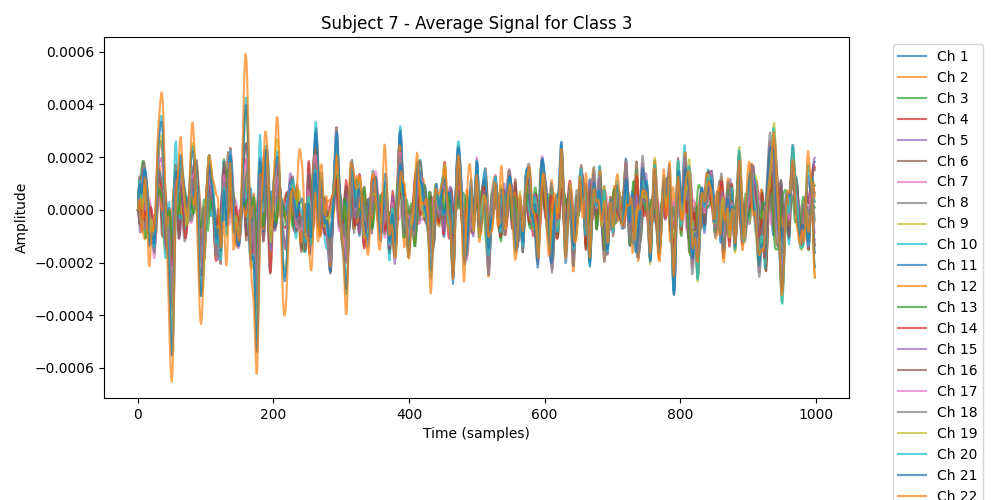 Subject 7 - Average Signal for Class 3
Amplitude
0.0006
0.0004
0.0002
0.0000
−0.0002
−0.0004
−0.0006
0 200 400 600 800 1000
Time (samples)
Ch 1
Ch 2
Ch 3
Ch 4
Ch 5
Ch 6
Ch 7
Ch 8
Ch 9
Ch 10
Ch 11
Ch 12
Ch 13
Ch 14
Ch 15
Ch 16
Ch 17
Ch 18
Ch 19
Ch 20
Ch 21
Ch 22